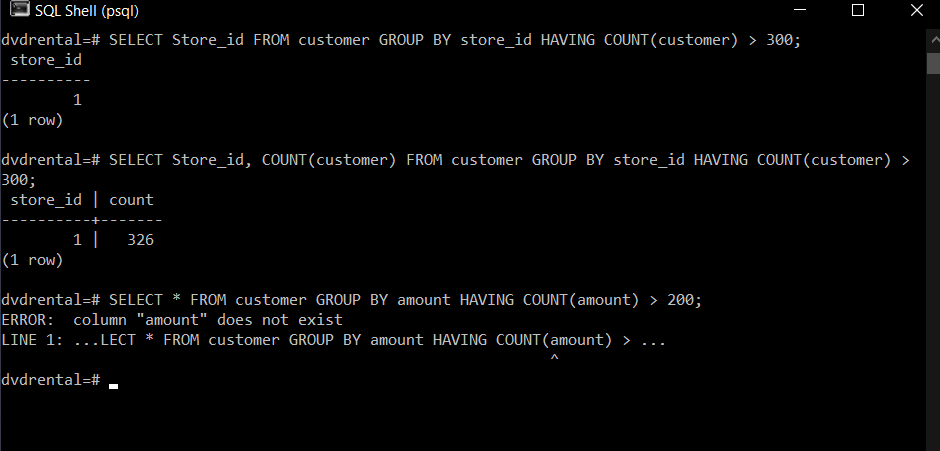 SQL Shell (psql)
dvdrental=# SELECT Store_id FROM customer GROUP BY store_id HAVING COUNT(customer) > 300;
 store_id
----------
        1
(1 row)

dvdrental=# SELECT Store_id, COUNT(customer) FROM customer GROUP BY store_id HAVING COUNT(customer) >
300;
 store_id | count
----------+-------
        1 |   326
(1 row)

dvdrental=# SELECT * FROM customer GROUP BY amount HAVING COUNT(amount) > 200;
ERROR:  column "amount" does not exist
LINE 1: ...LECT * FROM customer GROUP BY amount HAVING COUNT(amount) > ...
                                                             ^
dvdrental=#